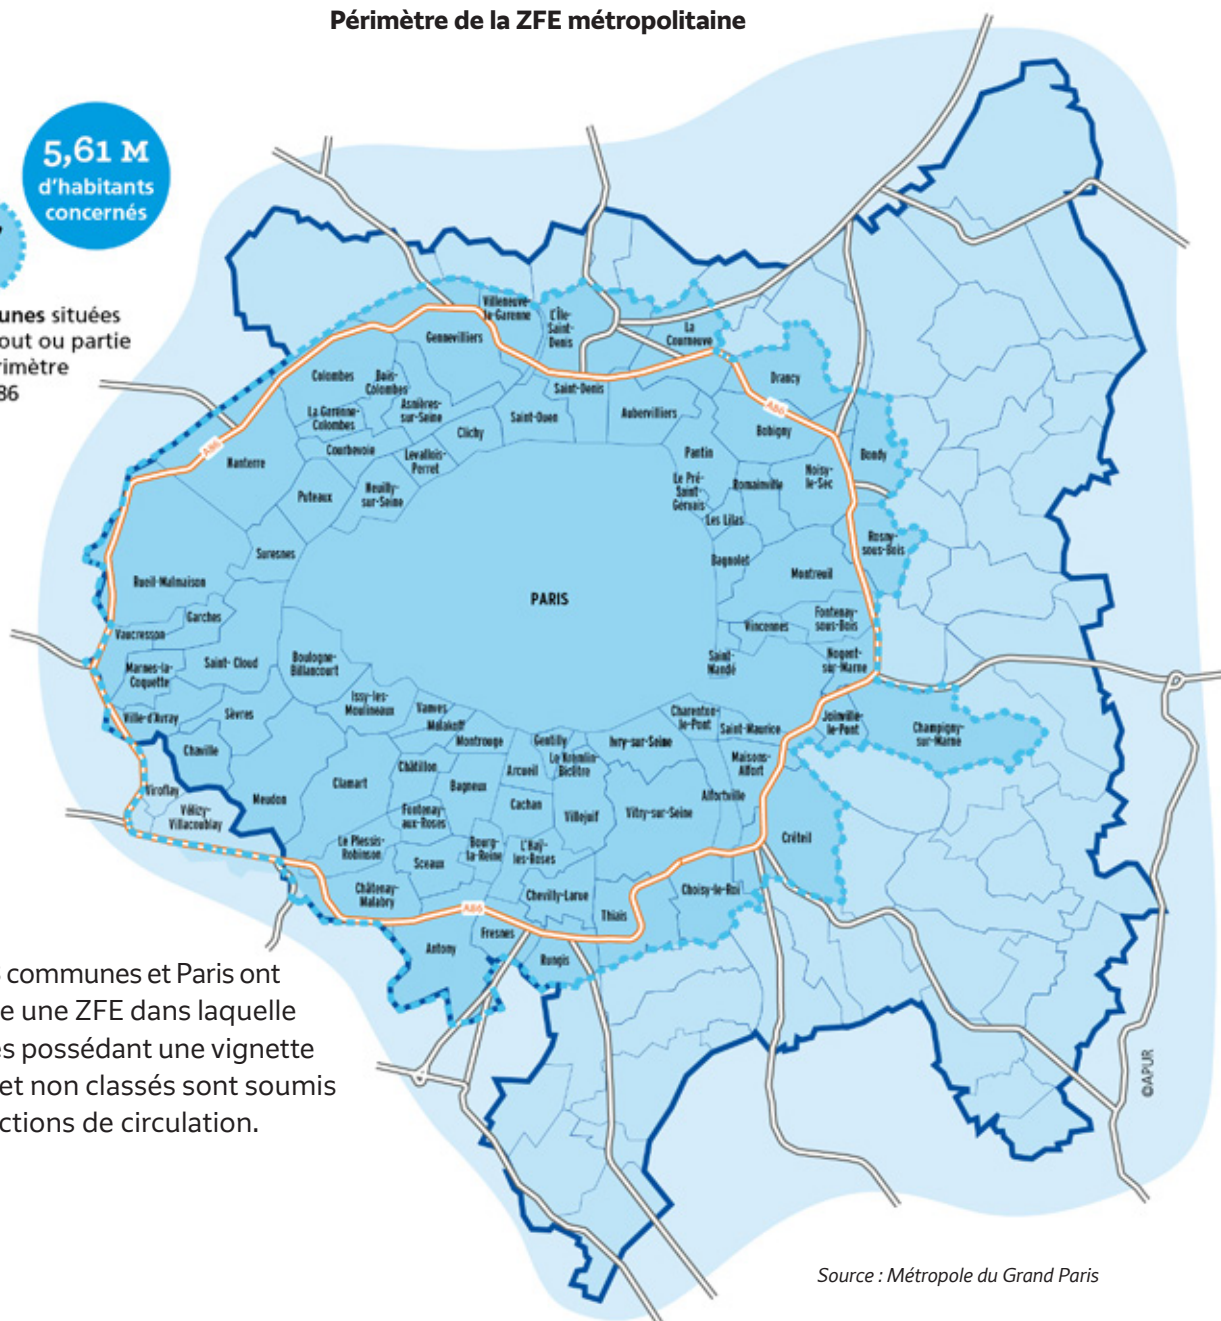 Périmètre de la ZFE métropolitaine
5,61 M
d'habitants
concernés
situées
out ou partie
A86
Villeneuve-
la-Garenne
L'Île-
Saint-
Denis
La
Courneuve
Gennevilliers
Colombes
Bois-
Colombes
Saint-Denis
Drancy
La Garenne-
Colombes
Asnières-
sur-Seine
Saint-Ouen
Aubervilliers
A86
Clichy
Bobigny
A86
Nanterre
Courbevoie
Levallois-
Perret
Pantin
Bondy
Puteaux
Neuilly-
sur-Seine
Le Pré-
Saint-
Gervais
Romainville
Noisy-
le-Sec
Les Lilas
Suresnes
Rosny-
sous-Bois
Bagnolet
Rueil-Malmaison
Montreuil
PARIS
Garches
Fontenay-
sous-Bois
Vaucresson
Vincennes
Marnes-la-
Coquette
Saint-Cloud
Boulogne-
Billancourt
Saint-
Mandé
Nogent-
sur-Marne
Ville-d'Avray
Sèvres
Issy-les-
Moulineaux
Vanves
Malakoff
Charenton-
le-Pont
Saint-Maurice
Joinville-
le-Pont
Champigny-
sur-Marne
Chaville
Montrouge
Gentilly
Le Kremlin-
Bicêtre
Ivry-sur-Seine
Maisons-
Alfort
Viroflay
Clamart
Châtillon
Arcueil
Bagneux
Alfortville
Vélizy-
Villacoublay
Meudon
Fontenay-
aux-Roses
Cachan
Villejuif
Vitry-sur-Seine
Créteil
Le Plessis-
Robinson
Sceaux
Bourg-
la-Reine
L'Haÿ-
les-Roses
Châtenay-
Malabry
Chevilly-Larue
Choisy-le-Roi
A86
Thiais
Antony
Fresnes
Rungis
communes et Paris ont
e une ZFE dans laquelle
possédant une vignette
et non classés sont soumis
de circulation.
©APUR
Source : Métropole du Grand Paris